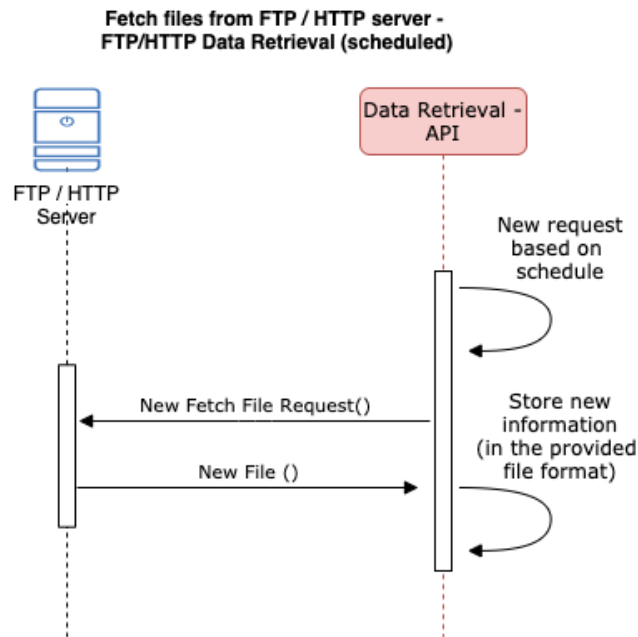 Fetch files from FTP / HTTP server -
FTP/HTTP Data Retrieval (scheduled)
Data Retrieval -
API
FTP / HTTP
Server
New request
based on
schedule
New Fetch File Request()
Store new
information
(in the provided
file format)
New File ()